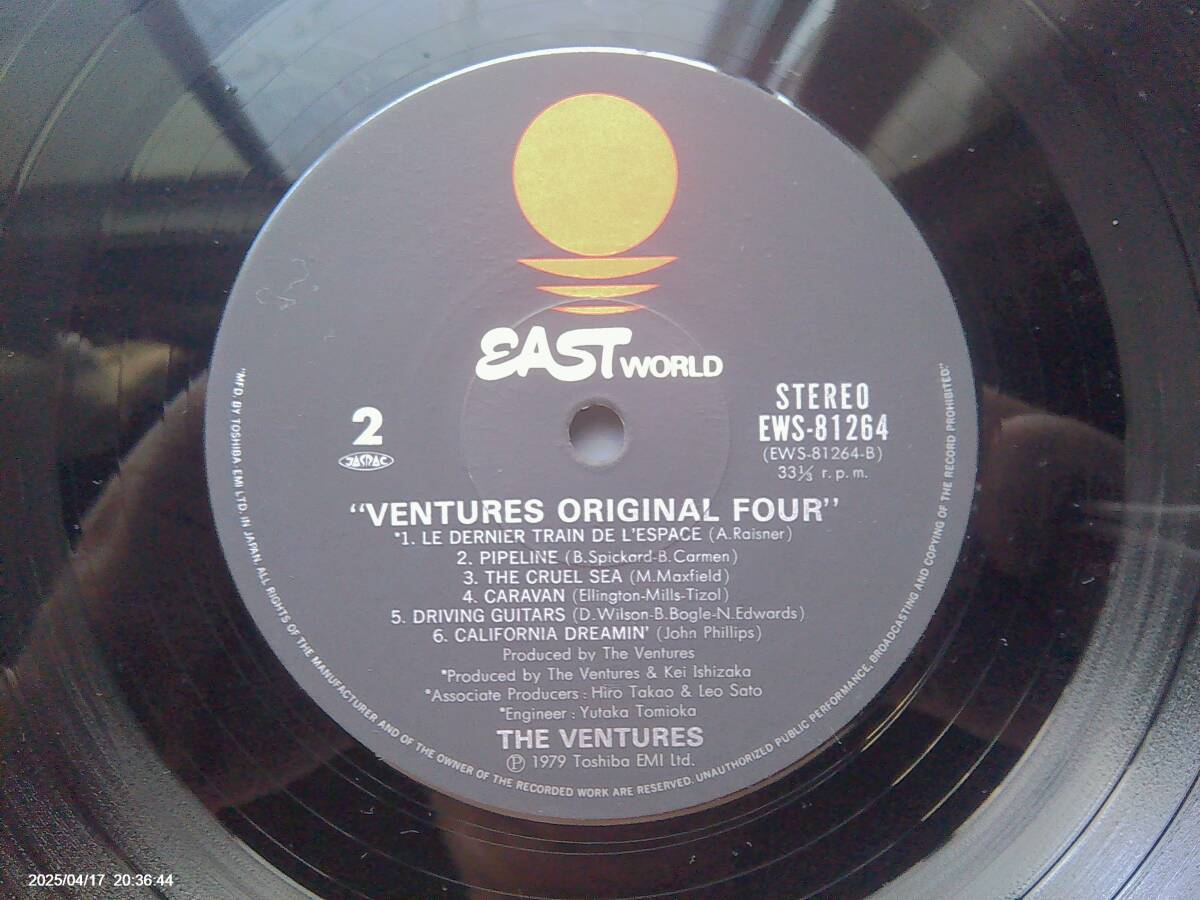 EAST WORLD
2
JASRAC
STEREO
EWS-81264
(EWS-81264-B)
33⅓ r.p.m.
"VENTURES ORIGINAL FOUR"
*1. LE DERNIER TRAIN DE L'ESPACE (A.Raisner)
2. PIPELINE (B.Spickard-B.Carmen)
3. THE CRUEL SEA (M.Maxfield)
4. CARAVAN (Ellington-Mills-Tizol)
5. DRIVING GUITARS (D.Wilson-B.Bogle-N.Edwards)
6. CALIFORNIA DREAMIN' (John Phillips)
Produced by The Ventures
*Produced by The Ventures & Kei Ishizaka
*Associate Producers : Hiro Takao & Leo Sato
*Engineer : Yutaka Tomioka
THE VENTURES
Ⓟ 1979 Toshiba EMI Ltd.
"MFD. BY TOSHIBA·EMI LTD. IN JAPAN. ALL RIGHTS OF THE MANUFACTURER AND OF THE OWNER OF THE RECORDED WORK ARE RESERVED. UNAUTHORIZED PUBLIC PERFORMANCE, BROADCASTING AND COPYING OF THE RECORD PROHIBITED."
2025/04/17 20:36:44